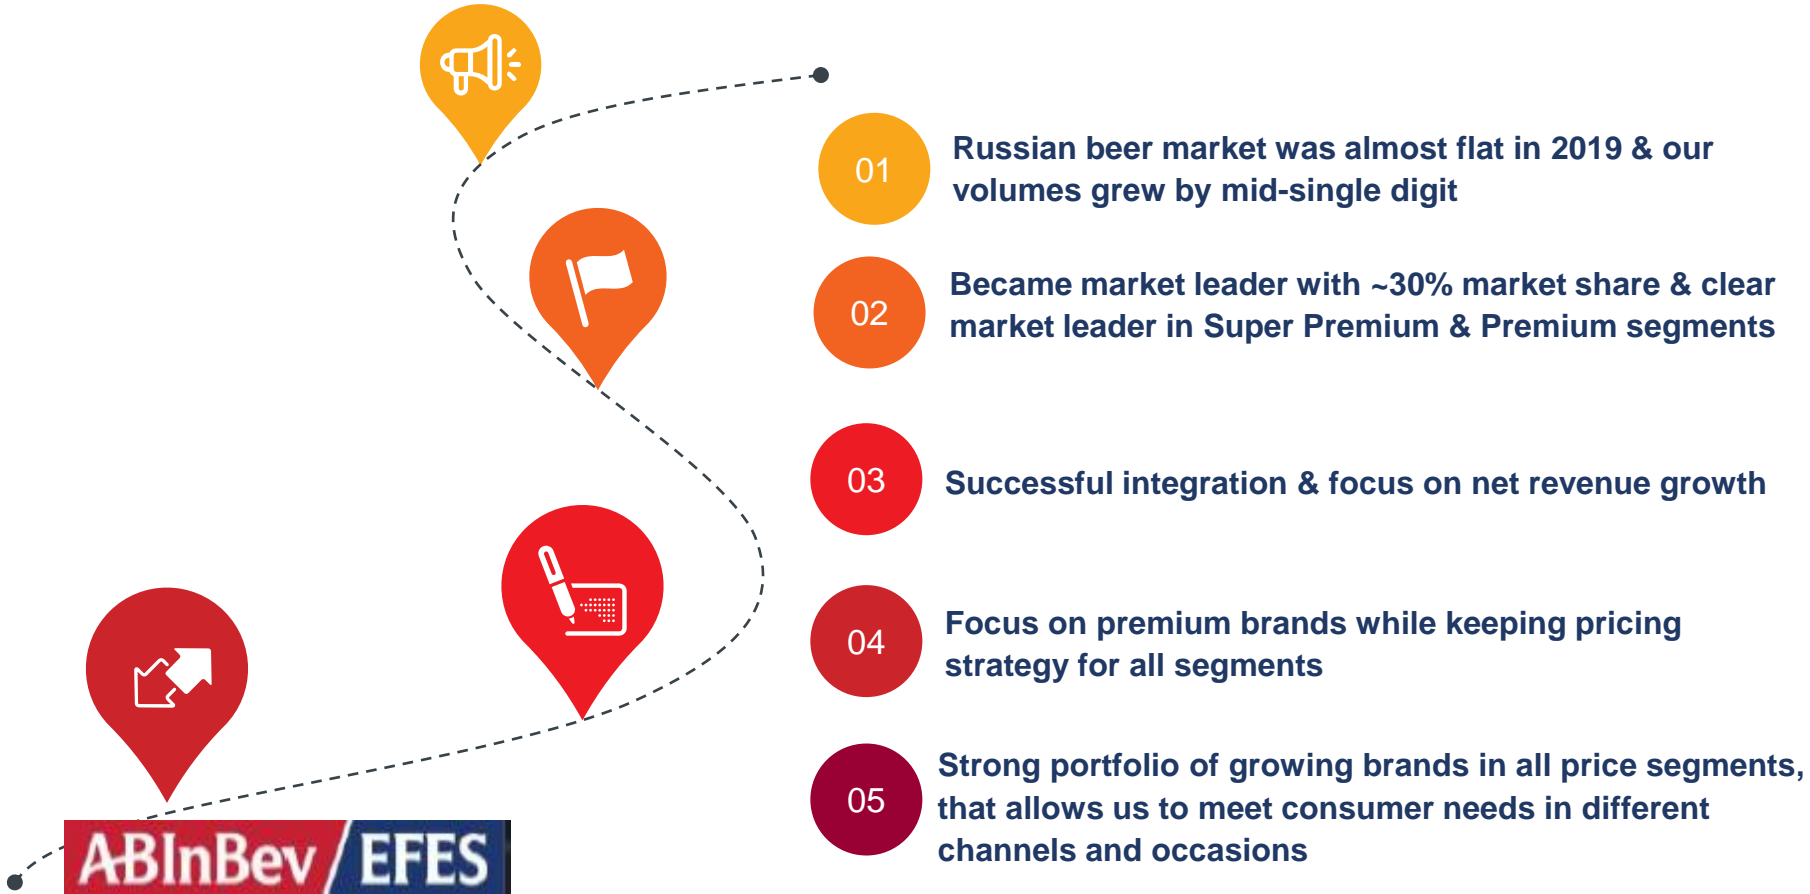 01
Russian beer market was almost flat in 2019 & our
volumes grew by mid-single digit
02
Became market leader with ~30% market share & clear
market leader in Super Premium & Premium segments
03
Successful integration & focus on net revenue growth
04
Focus on premium brands while keeping pricing
strategy for all segments
05
Strong portfolio of growing brands in all price segments,
that allows us to meet consumer needs in different
channels and occasions
ABInBev / EFES